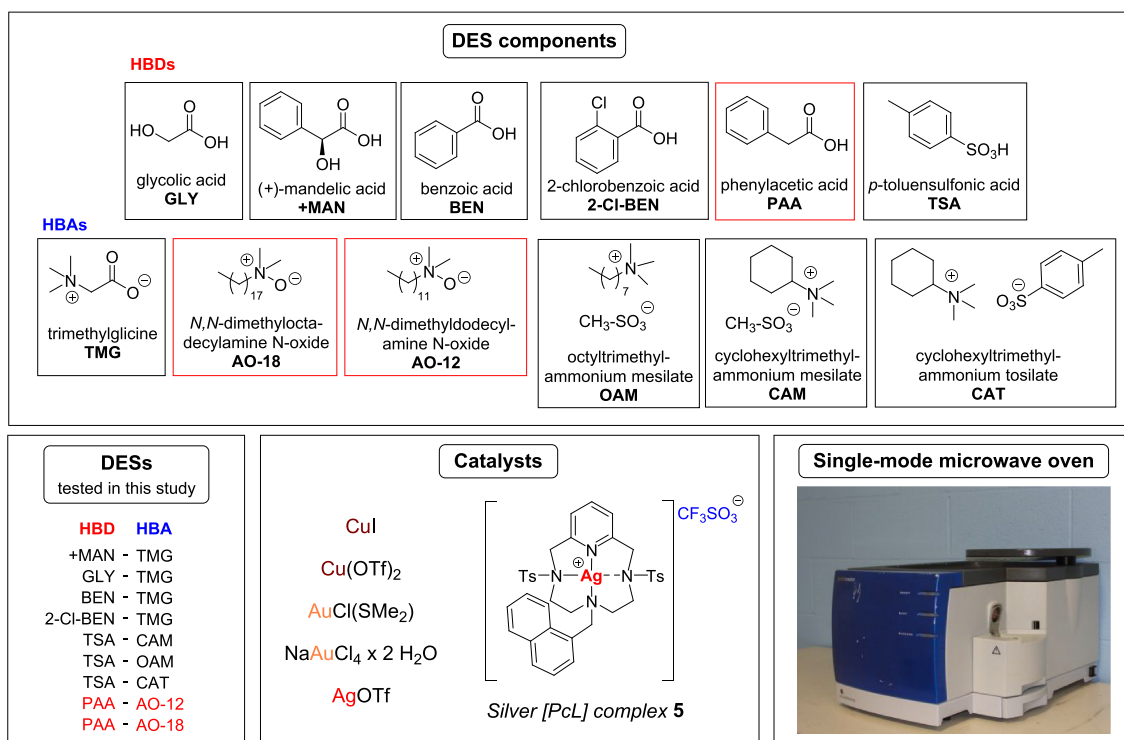 DES components
HBDs
HO
O
OH
glycolic acid
GLY
O
OH
OH
(+)-mandelic acid
+MAN
O
OH
benzoic acid
BEN
Cl
O
OH
2-chlorobenzoic acid
2-Cl-BEN
O
OH
phenylacetic acid
PAA
SO3H
p-toluensulfonic acid
TSA
HBAs
N
⊕
O
O
⊖
trimethylglicine
TMG
⊕
N
17
O
⊖
N,N-dimethylocta-
decylamine N-oxide
AO-18
⊕
N
11
O
⊖
N,N-dimethyldodecyl-
amine N-oxide
AO-12
⊕
N
7
⊖
CH3-SO3
octyltrimethyl-
ammonium mesilate
OAM
⊕
N
⊖
CH3-SO3
cyclohexyltrimethyl-
ammonium mesilate
CAM
⊕
N
⊖
O3S
cyclohexyltrimethyl-
ammonium tosilate
CAT
DESs
tested in this study
HBD HBA
+MAN - TMG
GLY - TMG
BEN - TMG
2-Cl-BEN - TMG
TSA - CAM
TSA - OAM
TSA - CAT
PAA - AO-12
PAA - AO-18
Catalysts
CuI
Cu(OTf)2
AuCl(SMe2)
NaAuCl4 x 2 H2O
AgOTf
CF3SO3
⊖
N
⊕
Ts N Ag N Ts
N
Silver [PcL] complex 5
Single-mode microwave oven